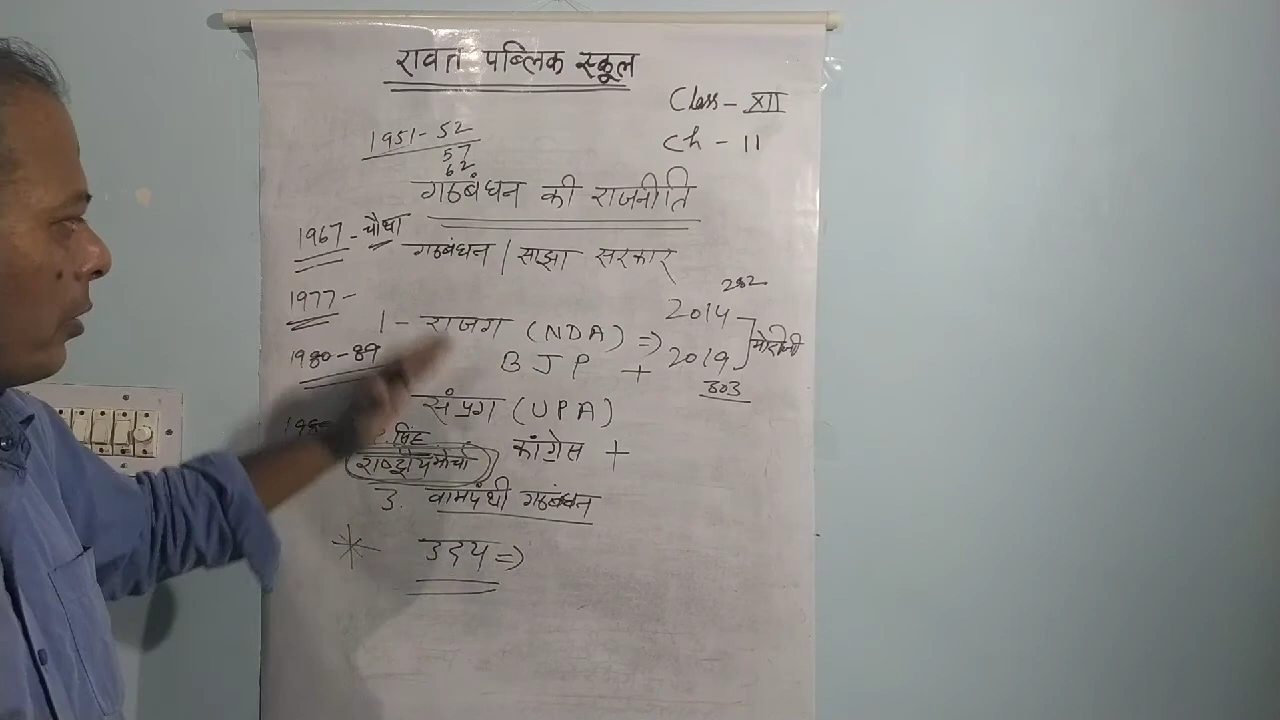 रावत पब्लिक स्कूल
Class - XII
Ch - 11
1951-52
57
62
गठबंधन की राजनीति
1967 - चौथा
गठबंधन / साझा सरकार
1977 -
1 - राजग (NDA) =>
282
2014
2019
303
मोदीजी
BJP +
1980-89
संप्रग (UPA)
सिंह
कांग्रेस +
राष्ट्रीय मोर्चा
3. वामपंथी गठबंधन
* उदय =>